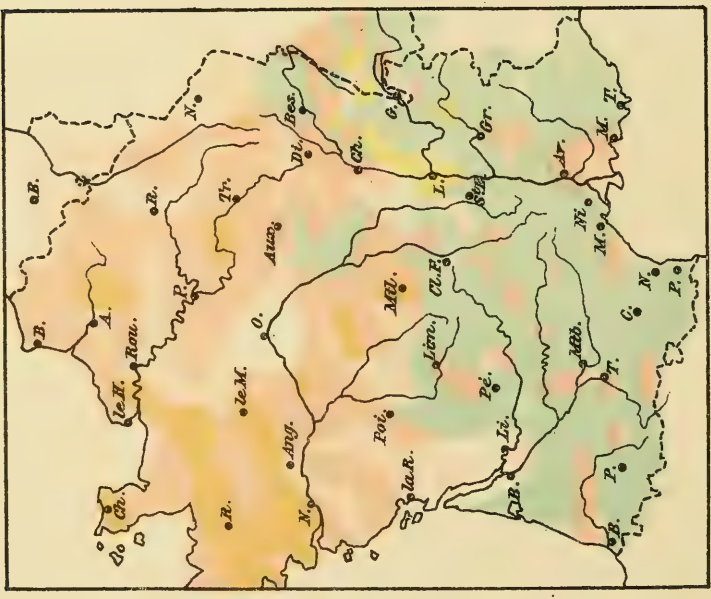 B.
B.
A.
Ch.
le H.
Rou.
R.
N.
P.
Tr.
R.
le M.
O.
Aux.
Di.
Bes.
Ang.
N.
Ch.
Poi.
Mtl.
G.
la R.
Lim.
Cl.F.
L.
St E.
Gr.
B.
Li.
Pé.
Mtb.
Ni
Av.
B.
P.
T.
M.
M.
T.
C.
N.
P.